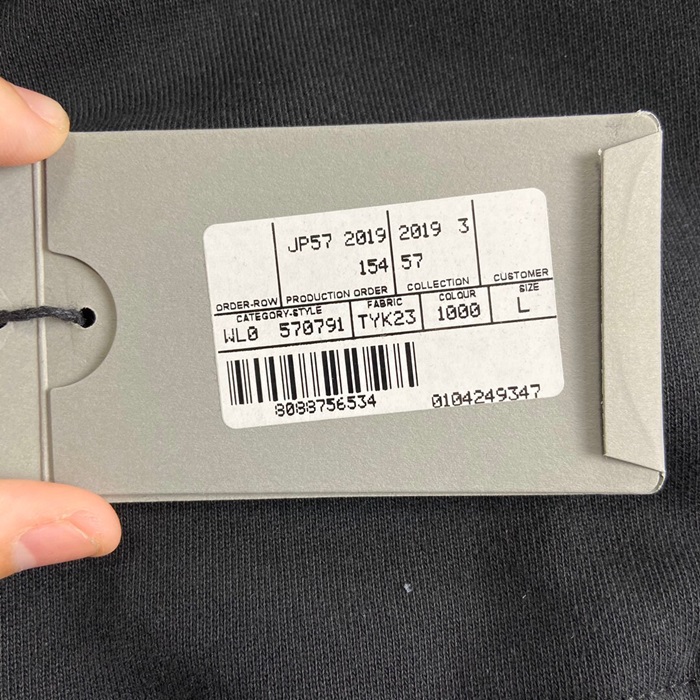 JP57 2019 2019 3
154 57
ORDER-ROW PRODUCTION ORDER COLLECTION CUSTOMER
CATEGORY-STYLE FABRIC COLOUR SIZE
WL0 570791 TYK23 1000 L
8088756534 0104249347